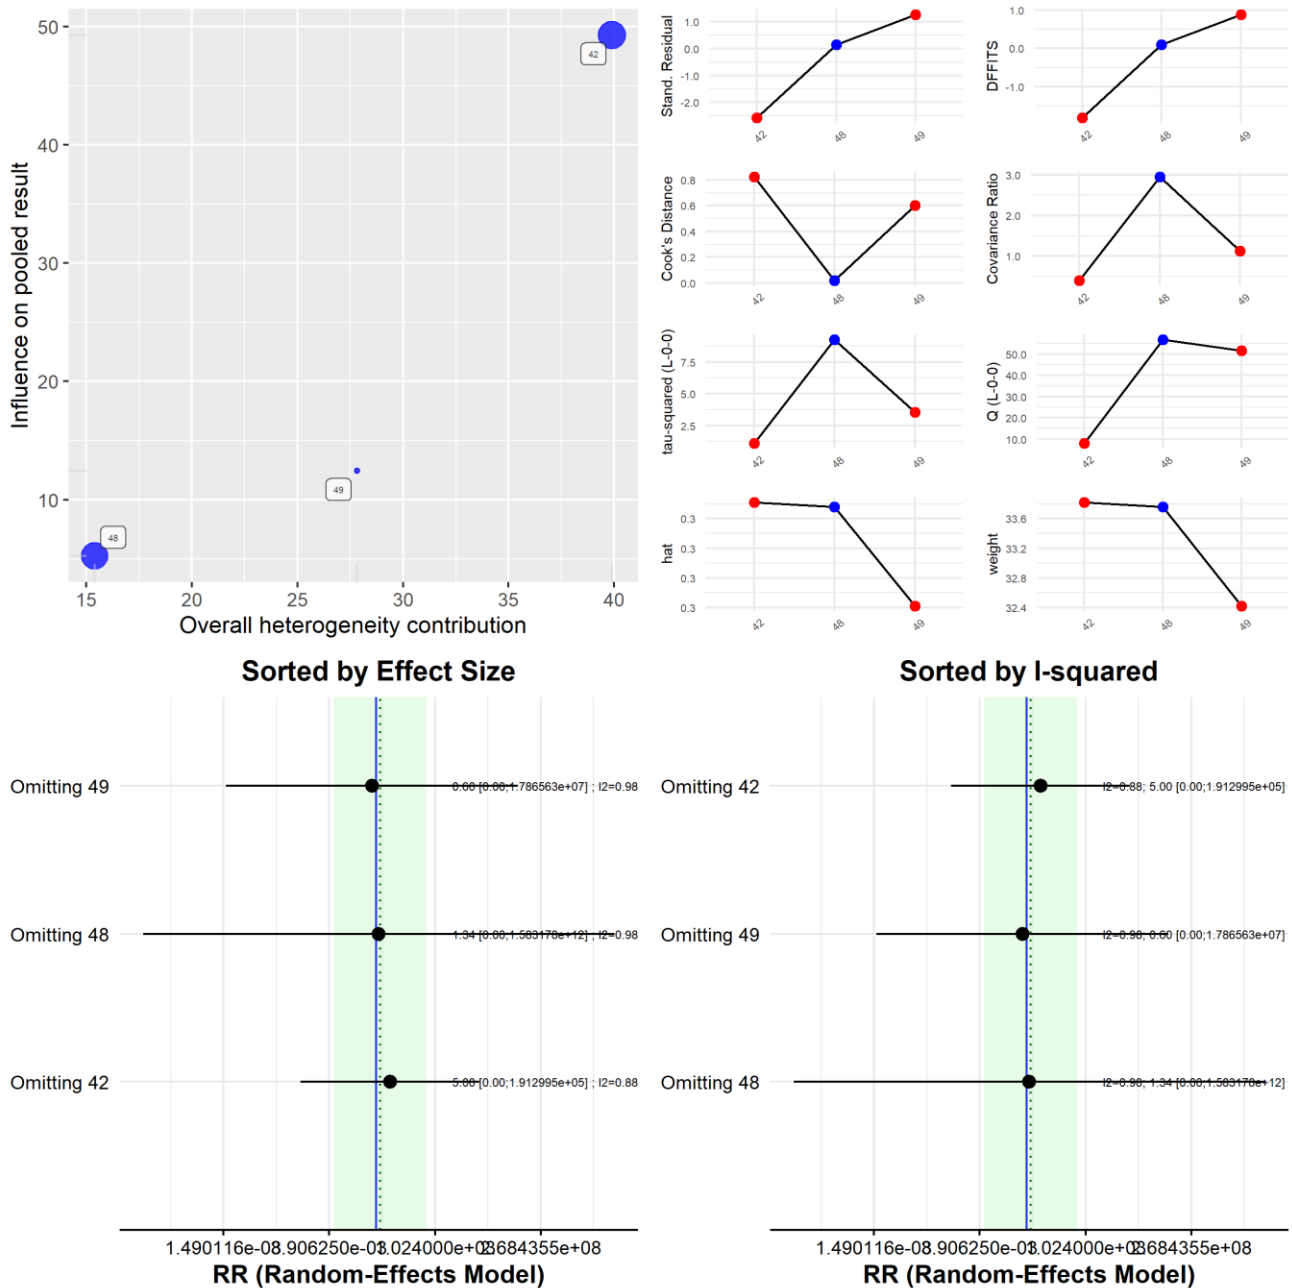 50
40
30
20
10
15
20
25
30
35
40
42
49
48
Influence on pooled result
Overall heterogeneity contribution
Stand. Residual
1.0
0.0
-1.0
-2.0
42
48
49
DFFITS
1.0
0.0
-1.0
42
48
49
Cook's Distance
0.8
0.6
0.4
0.2
0.0
42
48
49
Covariance Ratio
3.0
2.0
1.0
42
48
49
tau-squared (L-0-0)
7.5
5.0
2.5
42
48
49
Q (L-0-0)
50.0
40.0
30.0
20.0
10.0
42
48
49
hat
0.3
0.3
0.3
0.3
42
48
49
weight
33.6
33.2
32.8
32.4
42
48
49
Sorted by Effect Size
Omitting 49
0.60 [0.00;1.786563e+07] ; I2=0.98
Omitting 48
1.34 [0.00;1.583178e+12] ; I2=0.98
Omitting 42
5.00 [0.00;1.912995e+05] ; I2=0.88
1.490116e-08
RR (Random-Effects Model)
Sorted by I-squared
Omitting 42
I2=0.88; 5.00 [0.00;1.912995e+05]
Omitting 49
I2=0.98; 0.60 [0.00;1.786563e+07]
Omitting 48
I2=0.98; 1.34 [0.00;1.583178e+12]
1.490116e-08
RR (Random-Effects Model)